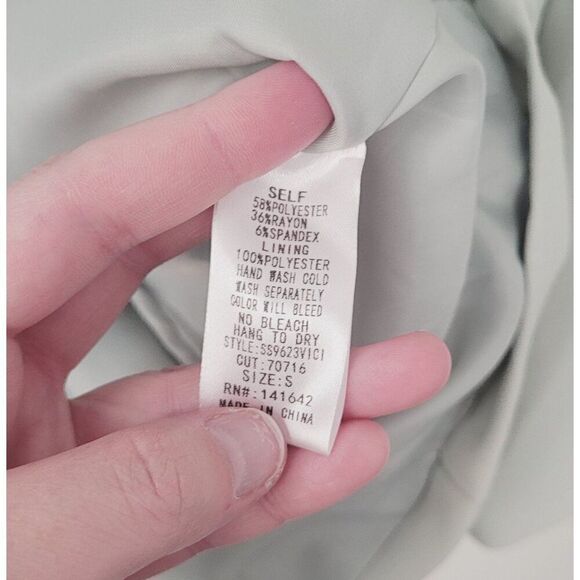 SELF
58%POLYESTER
36%RAYON
6%SPANDEX
LINING
100%POLYESTER
HAND WASH COLD
WASH SEPARATELY
COLOR WILL BLEED
NO BLEACH
HANG TO DRY
STYLE:SS9623VICI
CUT:70716
SIZE:S
RN#:141642
MADE IN CHINA